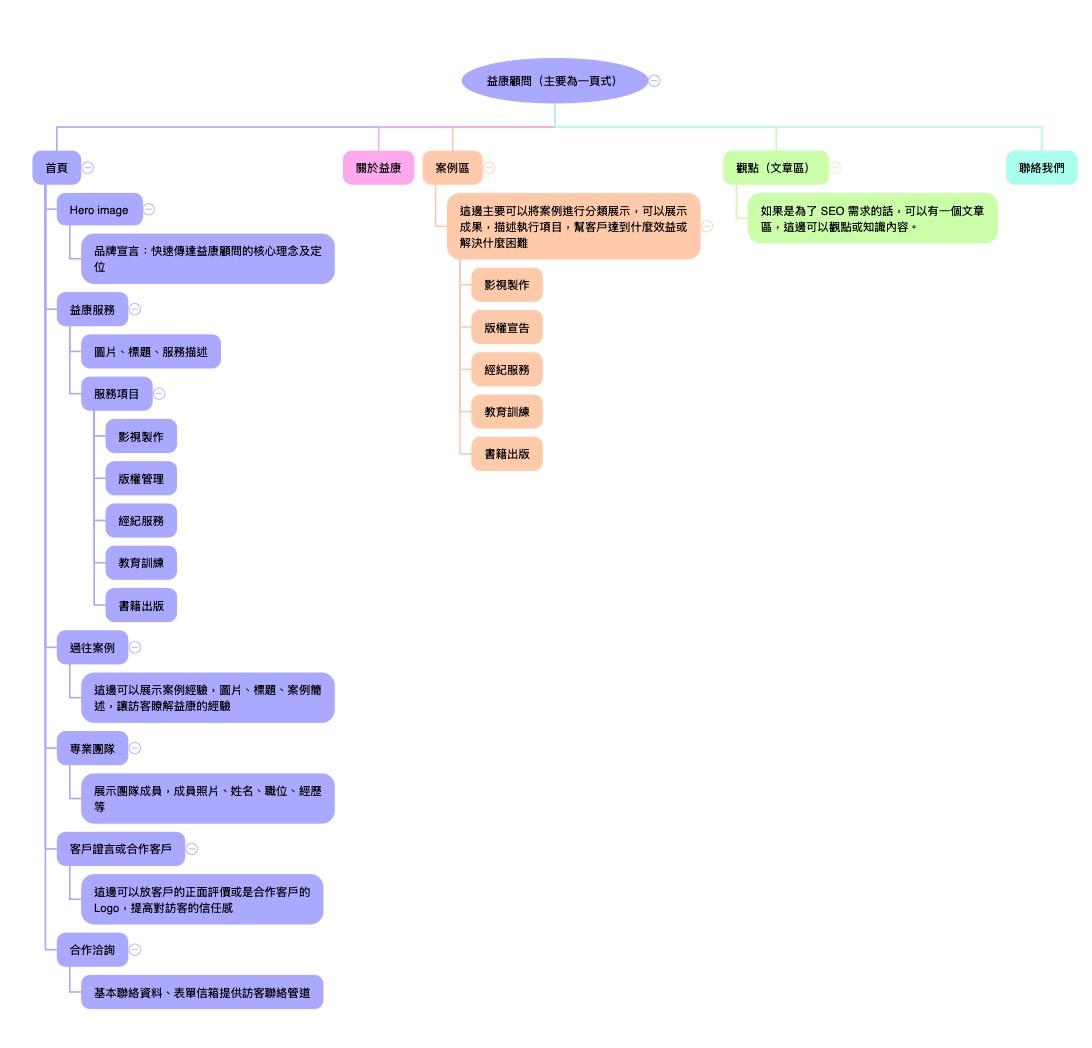 益康顧問（主要為一頁式）
首頁
Hero image
品牌宣言：快速傳達益康顧問的核心理念及定
位
益康服務
圖片、標題、服務描述
服務項目
影視製作
版權管理
經紀服務
教育訓練
書籍出版
過往案例
這邊可以展示案例經驗，圖片、標題、案例簡
述，讓訪客瞭解益康的經驗
專業團隊
展示團隊成員，成員照片、姓名、職位、經歷
等
客戶證言或合作客戶
這邊可以放客戶的正面評價或是合作客戶的
Logo，提高對訪客的信任感
合作洽詢
基本聯絡資料、表單信箱提供訪客聯絡管道
關於益康
案例區
這邊主要可以將案例進行分類展示，可以展示
成果，描述執行項目，幫客戶達到什麼效益或
解決什麼困難
影視製作
版權宣告
經紀服務
教育訓練
書籍出版
觀點（文章區）
如果是為了 SEO 需求的話，可以有一個文章
區，這邊可以觀點或知識內容。
聯絡我們